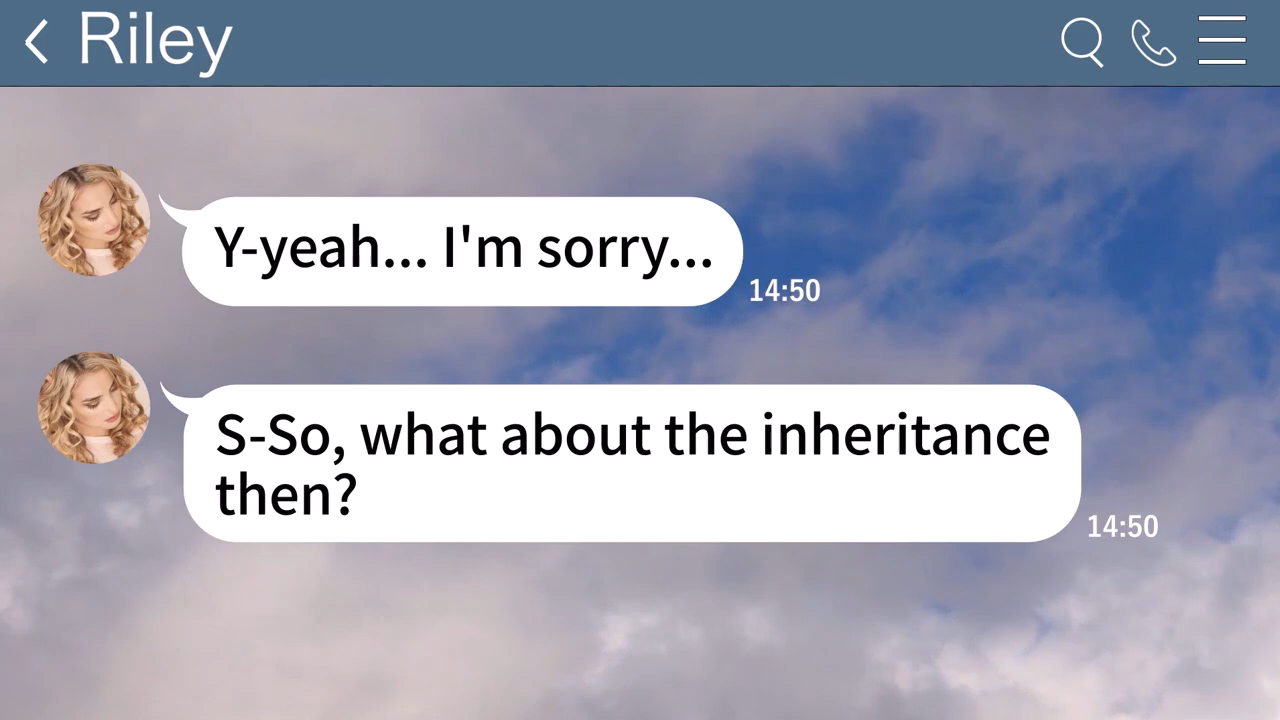 Riley
Y-yeah... I'm sorry...
14:50
S-So, what about the inheritance
then?
14:50